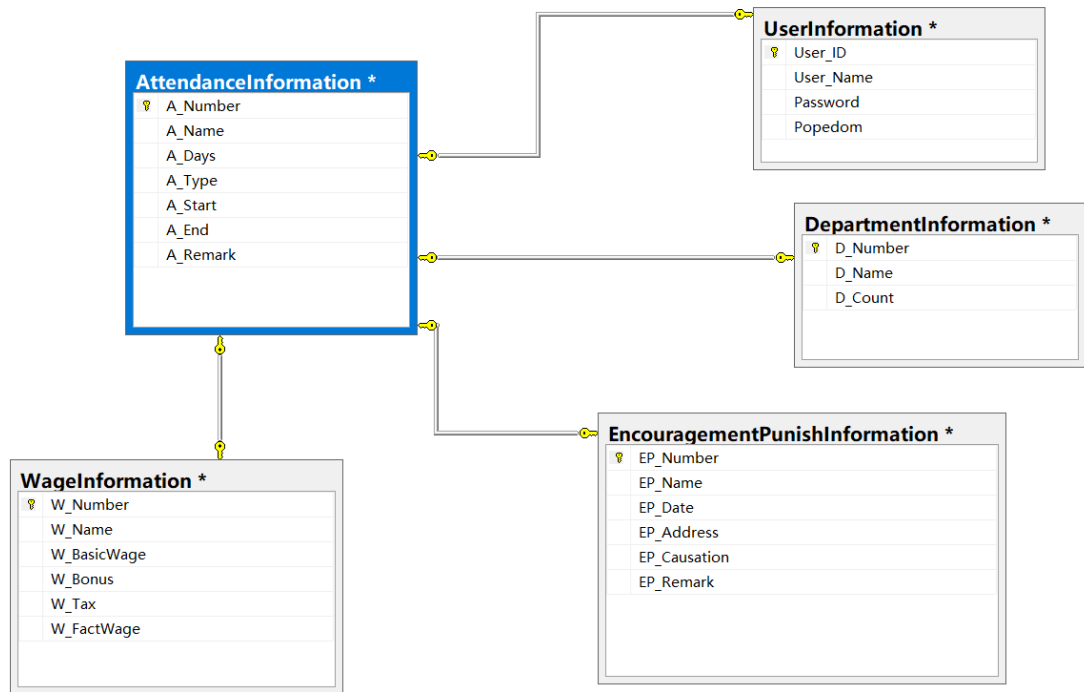 UserInformation *
User_ID
User_Name
Password
Popedom
AttendanceInformation *
A_Number
A_Name
A_Days
A_Type
A_Start
A_End
A_Remark
DepartmentInformation *
D_Number
D_Name
D_Count
EncouragementPunishInformation *
EP_Number
EP_Name
EP_Date
EP_Address
EP_Causation
EP_Remark
WageInformation *
W_Number
W_Name
W_BasicWage
W_Bonus
W_Tax
W_FactWage